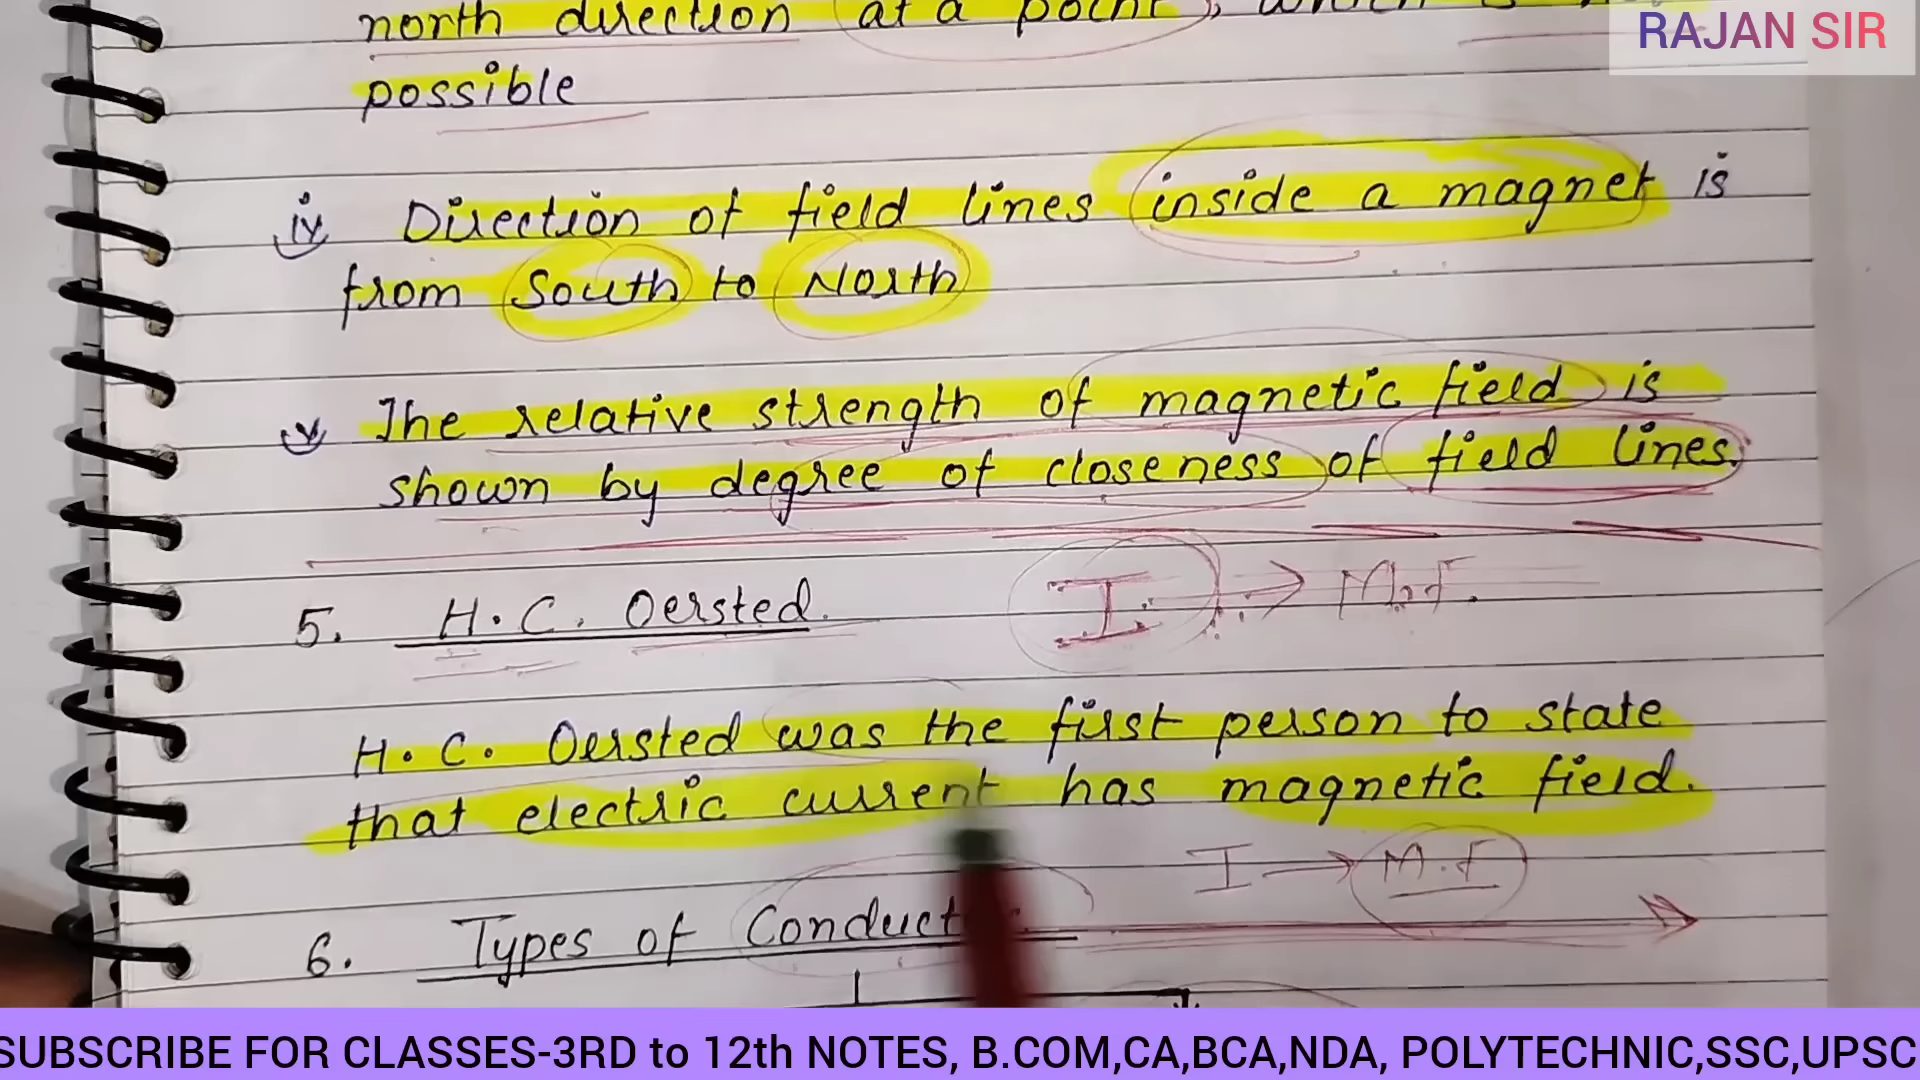 north direction at a point, which is not
RAJAN SIR
possible
iv Direction of field lines inside a magnet is
from South to North
v The relative strength of magnetic field is
shown by degree of closeness of field lines.
5. H.C. Oersted. I → M.F.
H.C. Oersted was the first person to state
that electric current has magnetic field.
I → M.F
6. Types of Conduct
SUBSCRIBE FOR CLASSES-3RD to 12th NOTES, B.COM,CA,BCA,NDA, POLYTECHNIC,SSC,UPSC